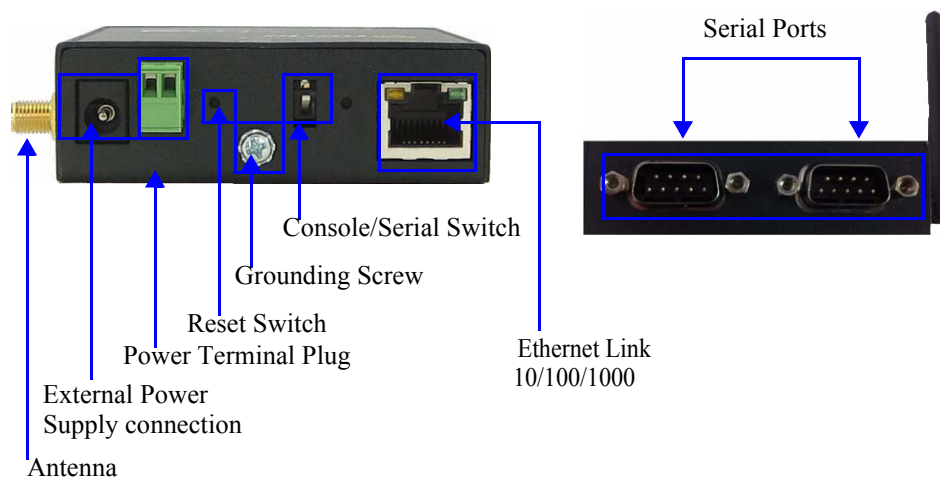 Serial Ports
Console/Serial Switch
Grounding Screw
Reset Switch
Power Terminal Plug
Ethernet Link
10/100/1000
External Power
Supply connection
Antenna